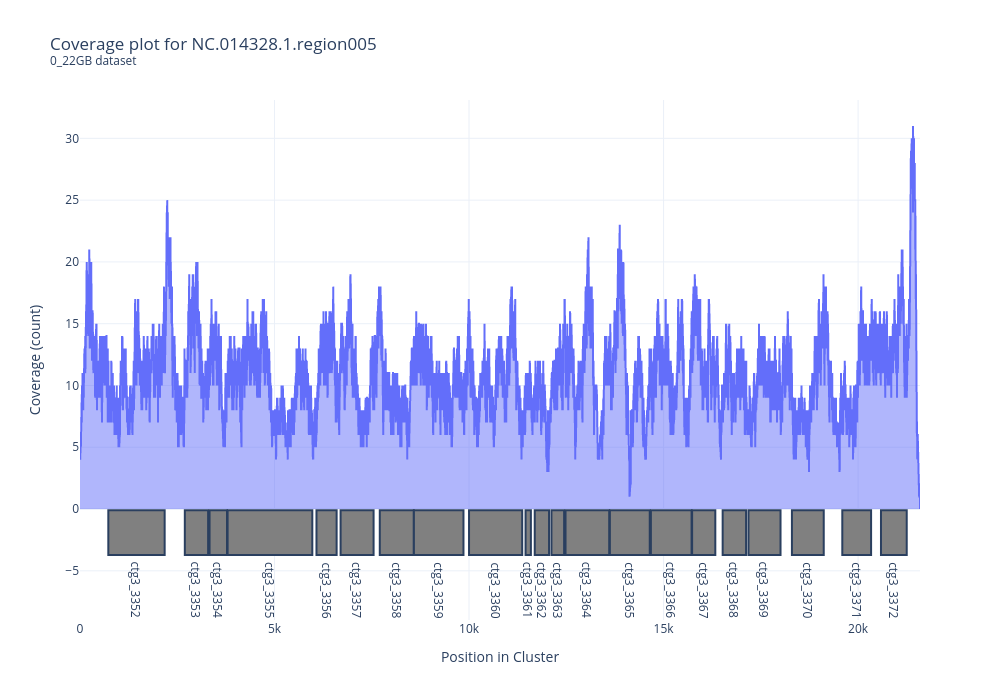 Coverage plot for NC.014328.1.region005
0_22GB dataset
30
25
20
15
10
5
0
−5
Coverage (count)
ctg3_3352
ctg3_3353
ctg3_3354
ctg3_3355
ctg3_3356
ctg3_3357
ctg3_3358
ctg3_3359
ctg3_3360
ctg3_3361
ctg3_3362
ctg3_3363
ctg3_3364
ctg3_3365
ctg3_3366
ctg3_3367
ctg3_3368
ctg3_3369
ctg3_3370
ctg3_3371
ctg3_3372
0
5k
10k
15k
20k
Position in Cluster